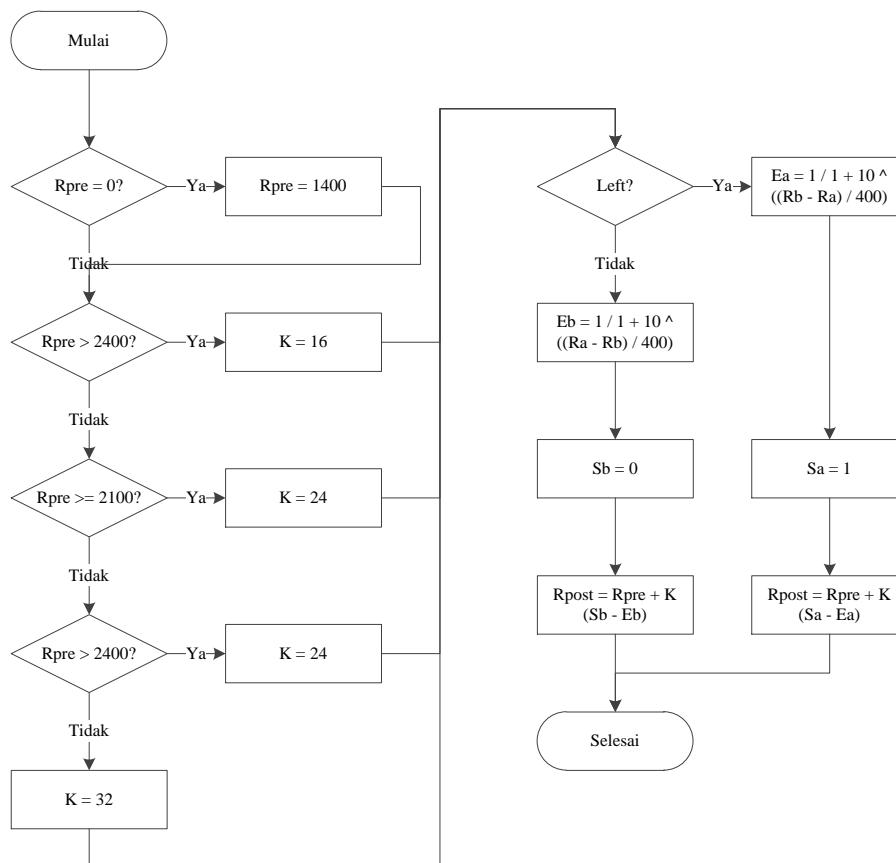 Mulai
Rpre = 0?
Ya
Rpre = 1400
Tidak
Rpre > 2400?
Ya
K = 16
Tidak
Rpre >= 2100?
Ya
K = 24
Tidak
Rpre > 2400?
Ya
K = 24
Tidak
K = 32
Left?
Ya
Ea = 1 / 1 + 10 ^
((Rb - Ra) / 400)
Tidak
Eb = 1 / 1 + 10 ^
((Ra - Rb) / 400)
Sb = 0
Sa = 1
Rpost = Rpre + K
(Sb - Eb)
Rpost = Rpre + K
(Sa - Ea)
Selesai